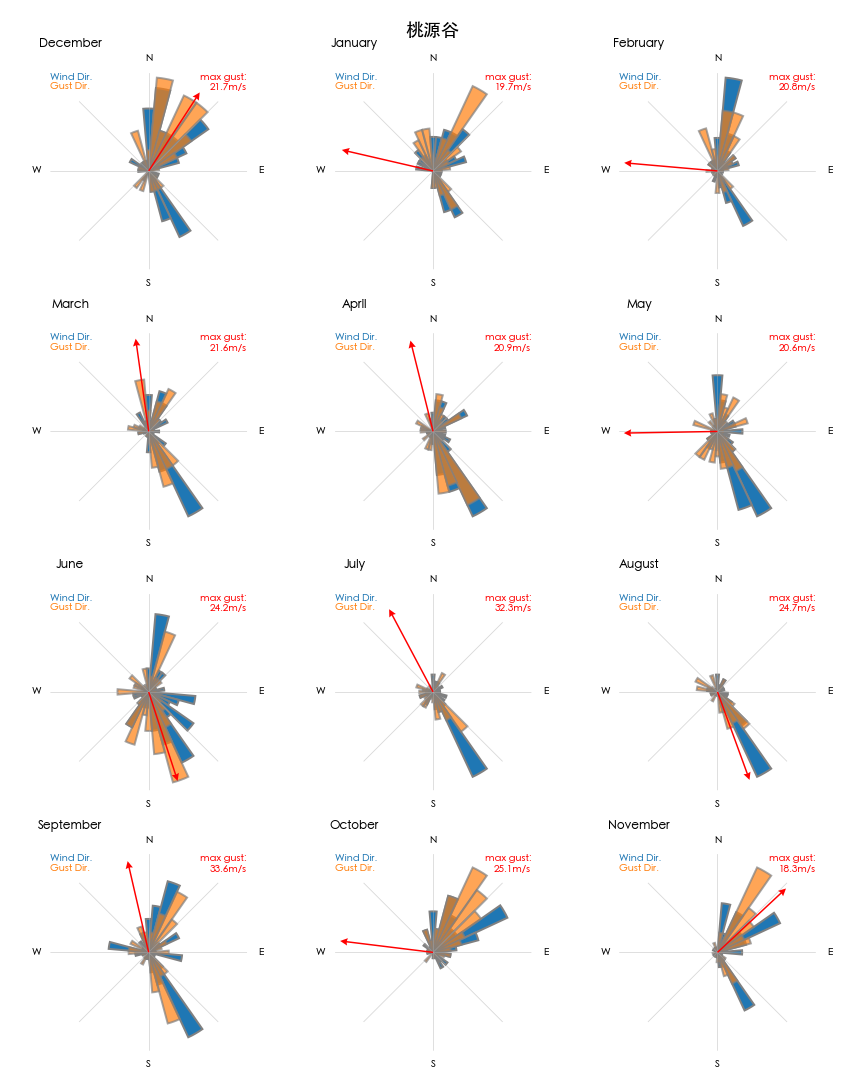 桃源谷
December
N
Wind Dir.
Gust Dir.
max gust:
21.7m/s
W
E
S
January
N
Wind Dir.
Gust Dir.
max gust:
19.7m/s
W
E
S
February
N
Wind Dir.
Gust Dir.
max gust:
20.8m/s
W
E
S
March
N
Wind Dir.
Gust Dir.
max gust:
21.6m/s
W
E
S
April
N
Wind Dir.
Gust Dir.
max gust:
20.9m/s
W
E
S
May
N
Wind Dir.
Gust Dir.
max gust:
20.6m/s
W
E
S
June
N
Wind Dir.
Gust Dir.
max gust:
24.2m/s
W
E
S
July
N
Wind Dir.
Gust Dir.
max gust:
32.3m/s
W
E
S
August
N
Wind Dir.
Gust Dir.
max gust:
24.7m/s
W
E
S
September
N
Wind Dir.
Gust Dir.
max gust:
33.6m/s
W
E
S
October
N
Wind Dir.
Gust Dir.
max gust:
25.1m/s
W
E
S
November
N
Wind Dir.
Gust Dir.
max gust:
18.3m/s
W
E
S